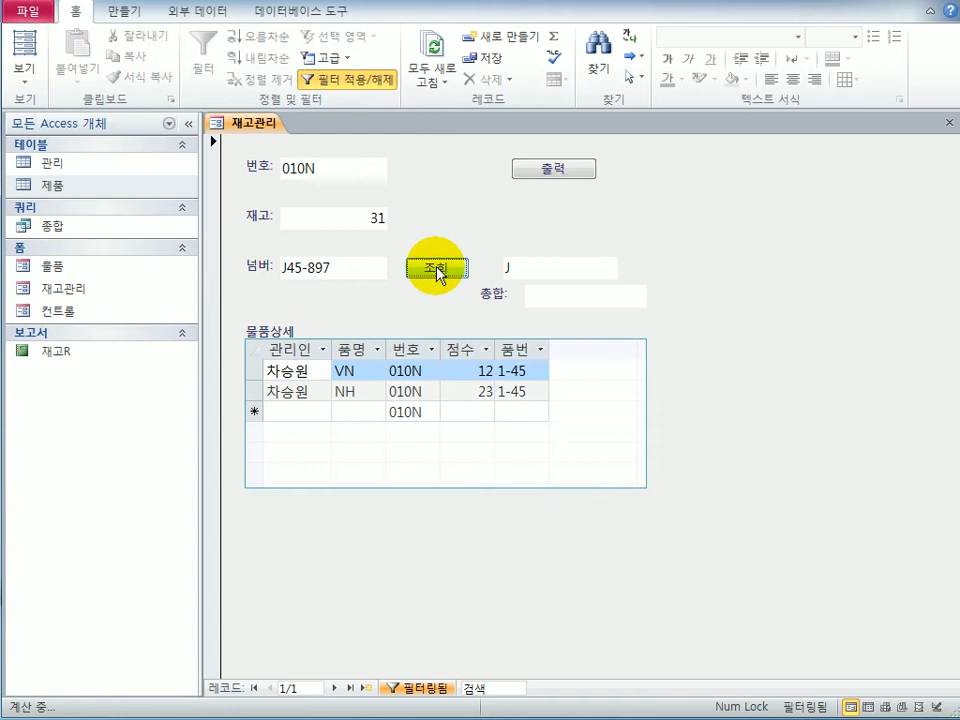 파일 홈 만들기 외부 데이터 데이터베이스 도구
보기
붙여넣기
잘라내기
복사
서식 복사
필터
오름차순
내림차순
정렬 제거
선택 영역
고급
필터 적용/해제
모두 새로 고침
새로 만들기
저장
삭제
찾기
가 가 가
가
보기 클립보드 정렬 및 필터 레코드 찾기 텍스트 서식
모든 Access 개체
테이블
관리
제품
쿼리
종합
폼
물품
재고관리
컨트롤
보고서
재고R
재고관리
번호: 010N 출력
재고: 31
넘버: J45-897 조회 J
총합:
물품상세
관리인 품명 번호 점수 품번
차승원 VN 010N 12 1-45
차승원 NH 010N 23 1-45
010N
레코드: 1/1 필터링됨 검색
계산 중... Num Lock 필터링됨